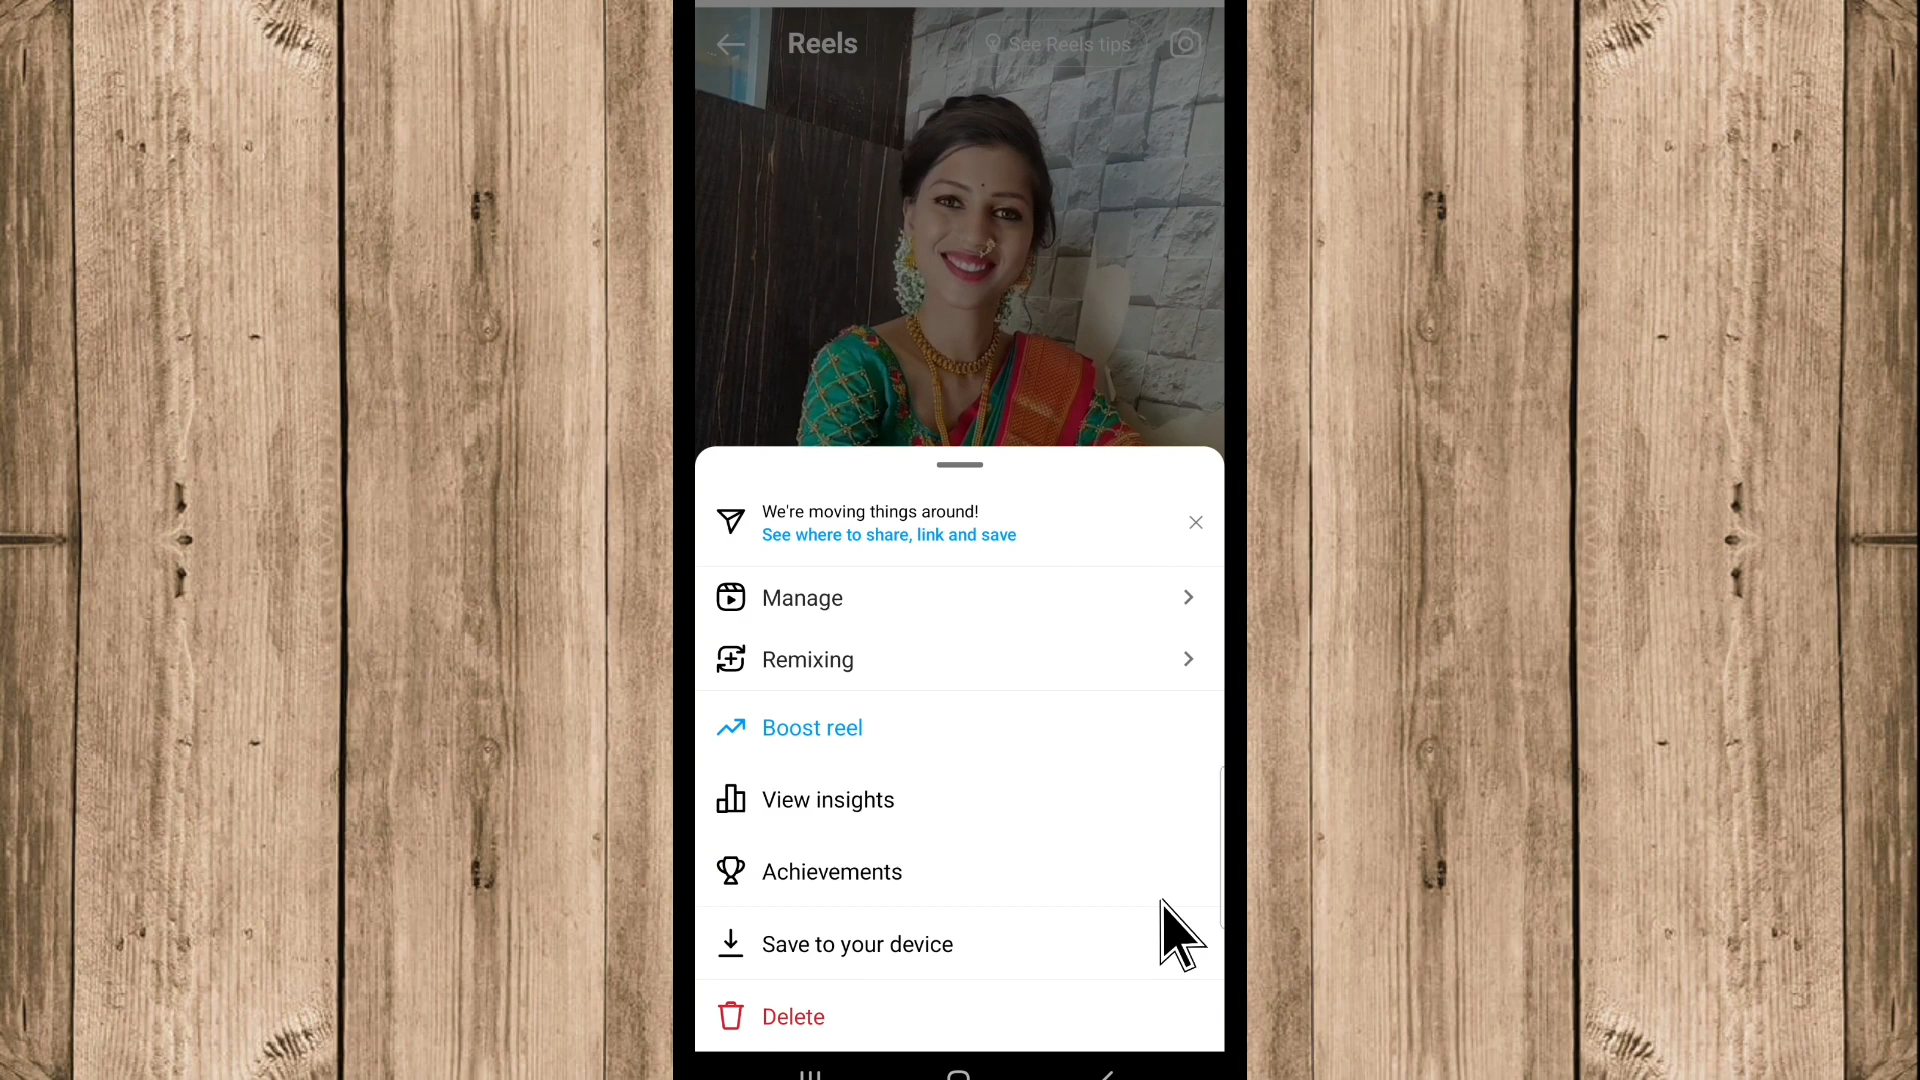 Reels
See Reels tips
We're moving things around!
See where to share, link and save
Manage
Remixing
Boost reel
View insights
Achievements
Save to your device
Delete